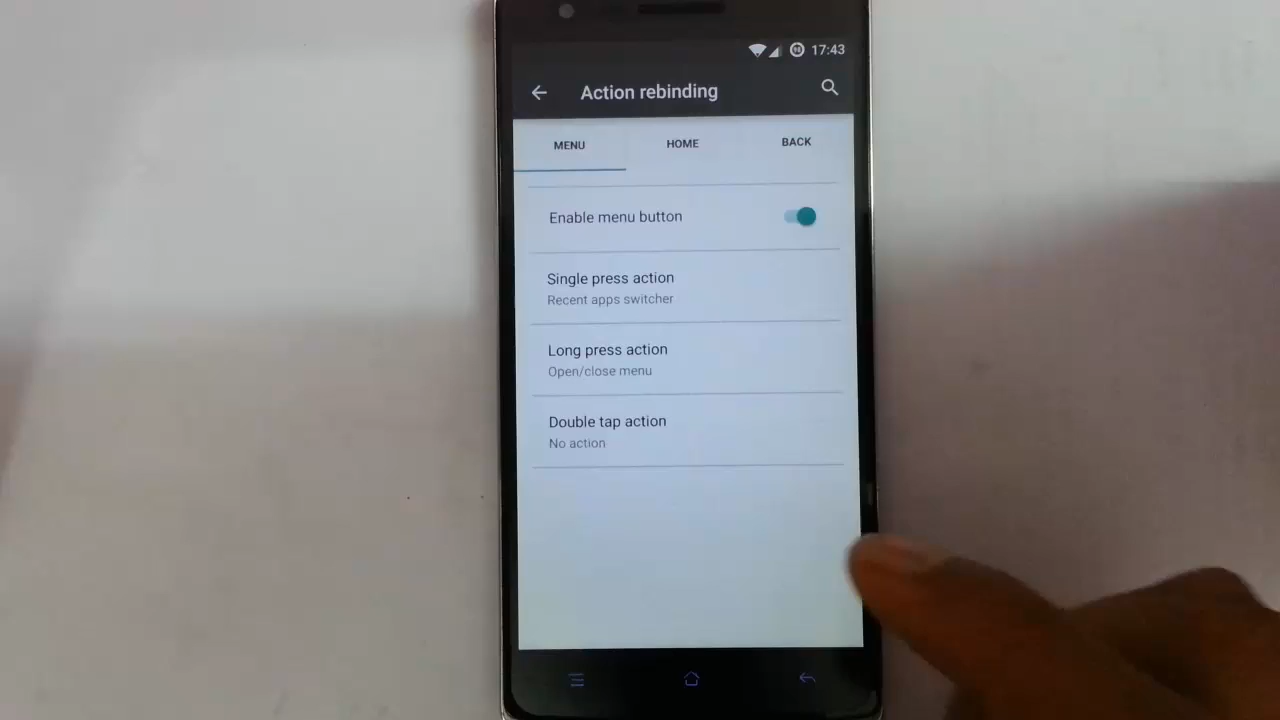 17:43
Action rebinding
MENU HOME BACK
Enable menu button
Single press action
Recent apps switcher
Long press action
Open/close menu
Double tap action
No action